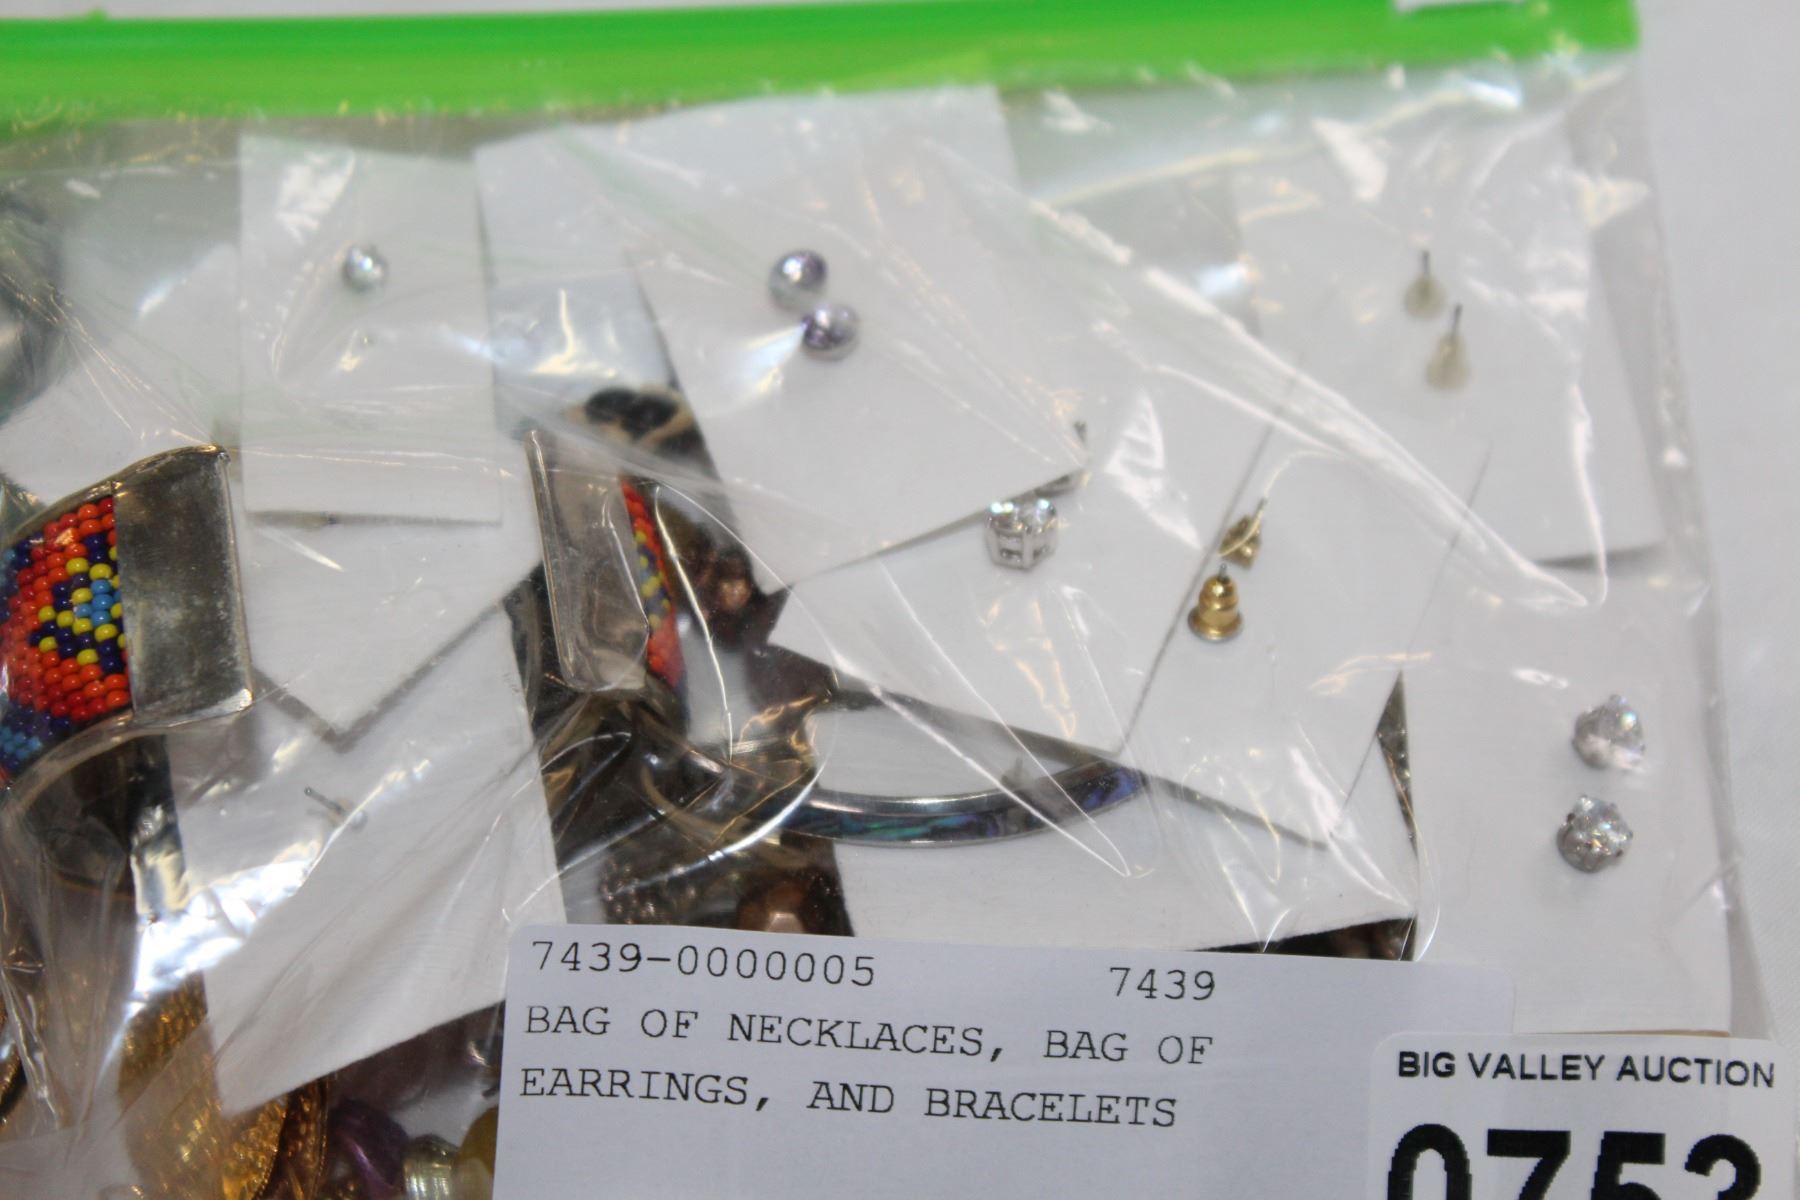 7439-0000005 7439
BAG OF NECKLACES, BAG OF
EARRINGS, AND BRACELETS
BIG VALLEY AUCTION